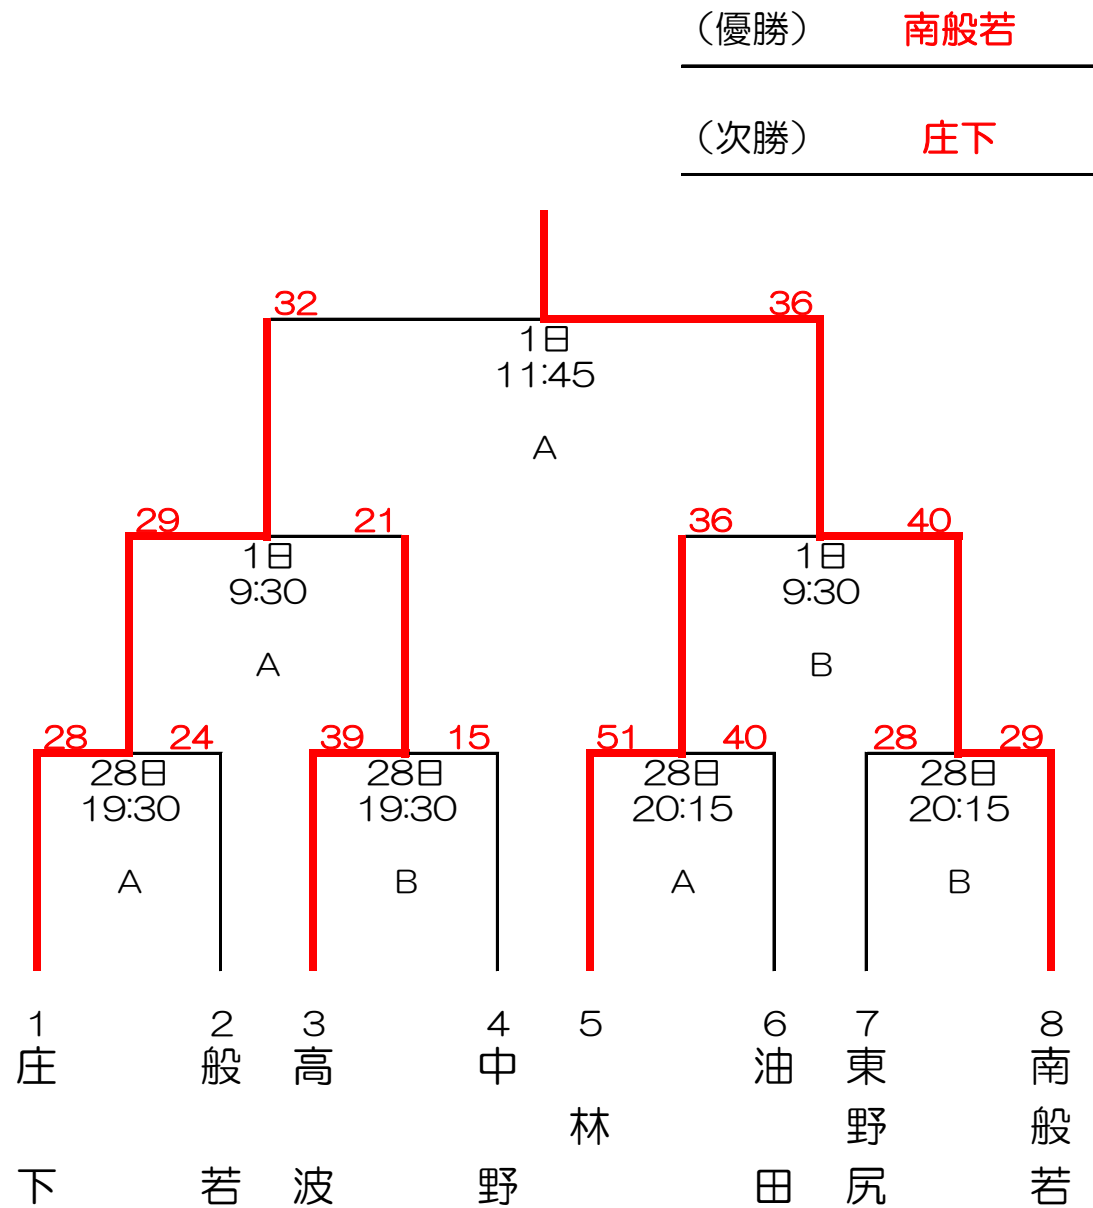 （優勝） 南般若
（次勝） 庄下
32 36
1日
11:45
A
29 21 36 40
1日 1日
9:30 9:30
A B
28 24 39 15 51 40 28 29
28日 28日 28日 28日
19:30 19:30 20:15 20:15
A B A B
1 2 3 4 5 6 7 8
庄下
般若
高波
中野
林
油田
東野尻
南般若